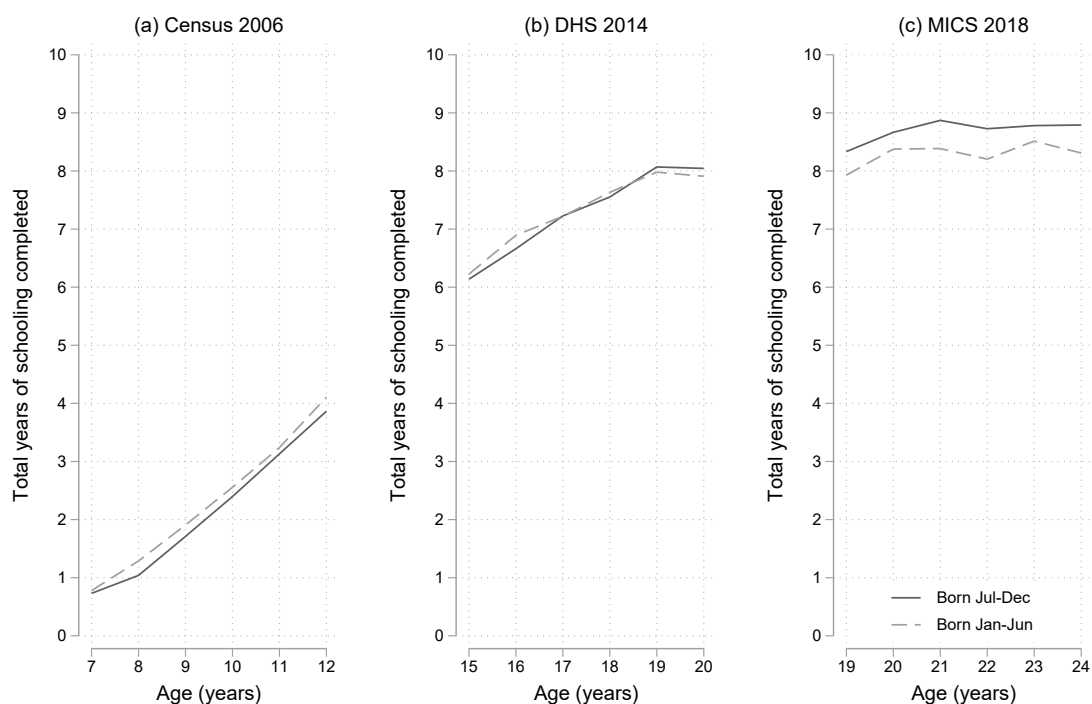 (a) Census 2006
Total years of schooling completed
10
9
8
7
6
5
4
3
2
1
0
7 8 9 10 11 12
Age (years)
(b) DHS 2014
Total years of schooling completed
10
9
8
7
6
5
4
3
2
1
0
15 16 17 18 19 20
Age (years)
(c) MICS 2018
Total years of schooling completed
10
9
8
7
6
5
4
3
2
1
0
Born Jul-Dec
Born Jan-Jun
19 20 21 22 23 24
Age (years)